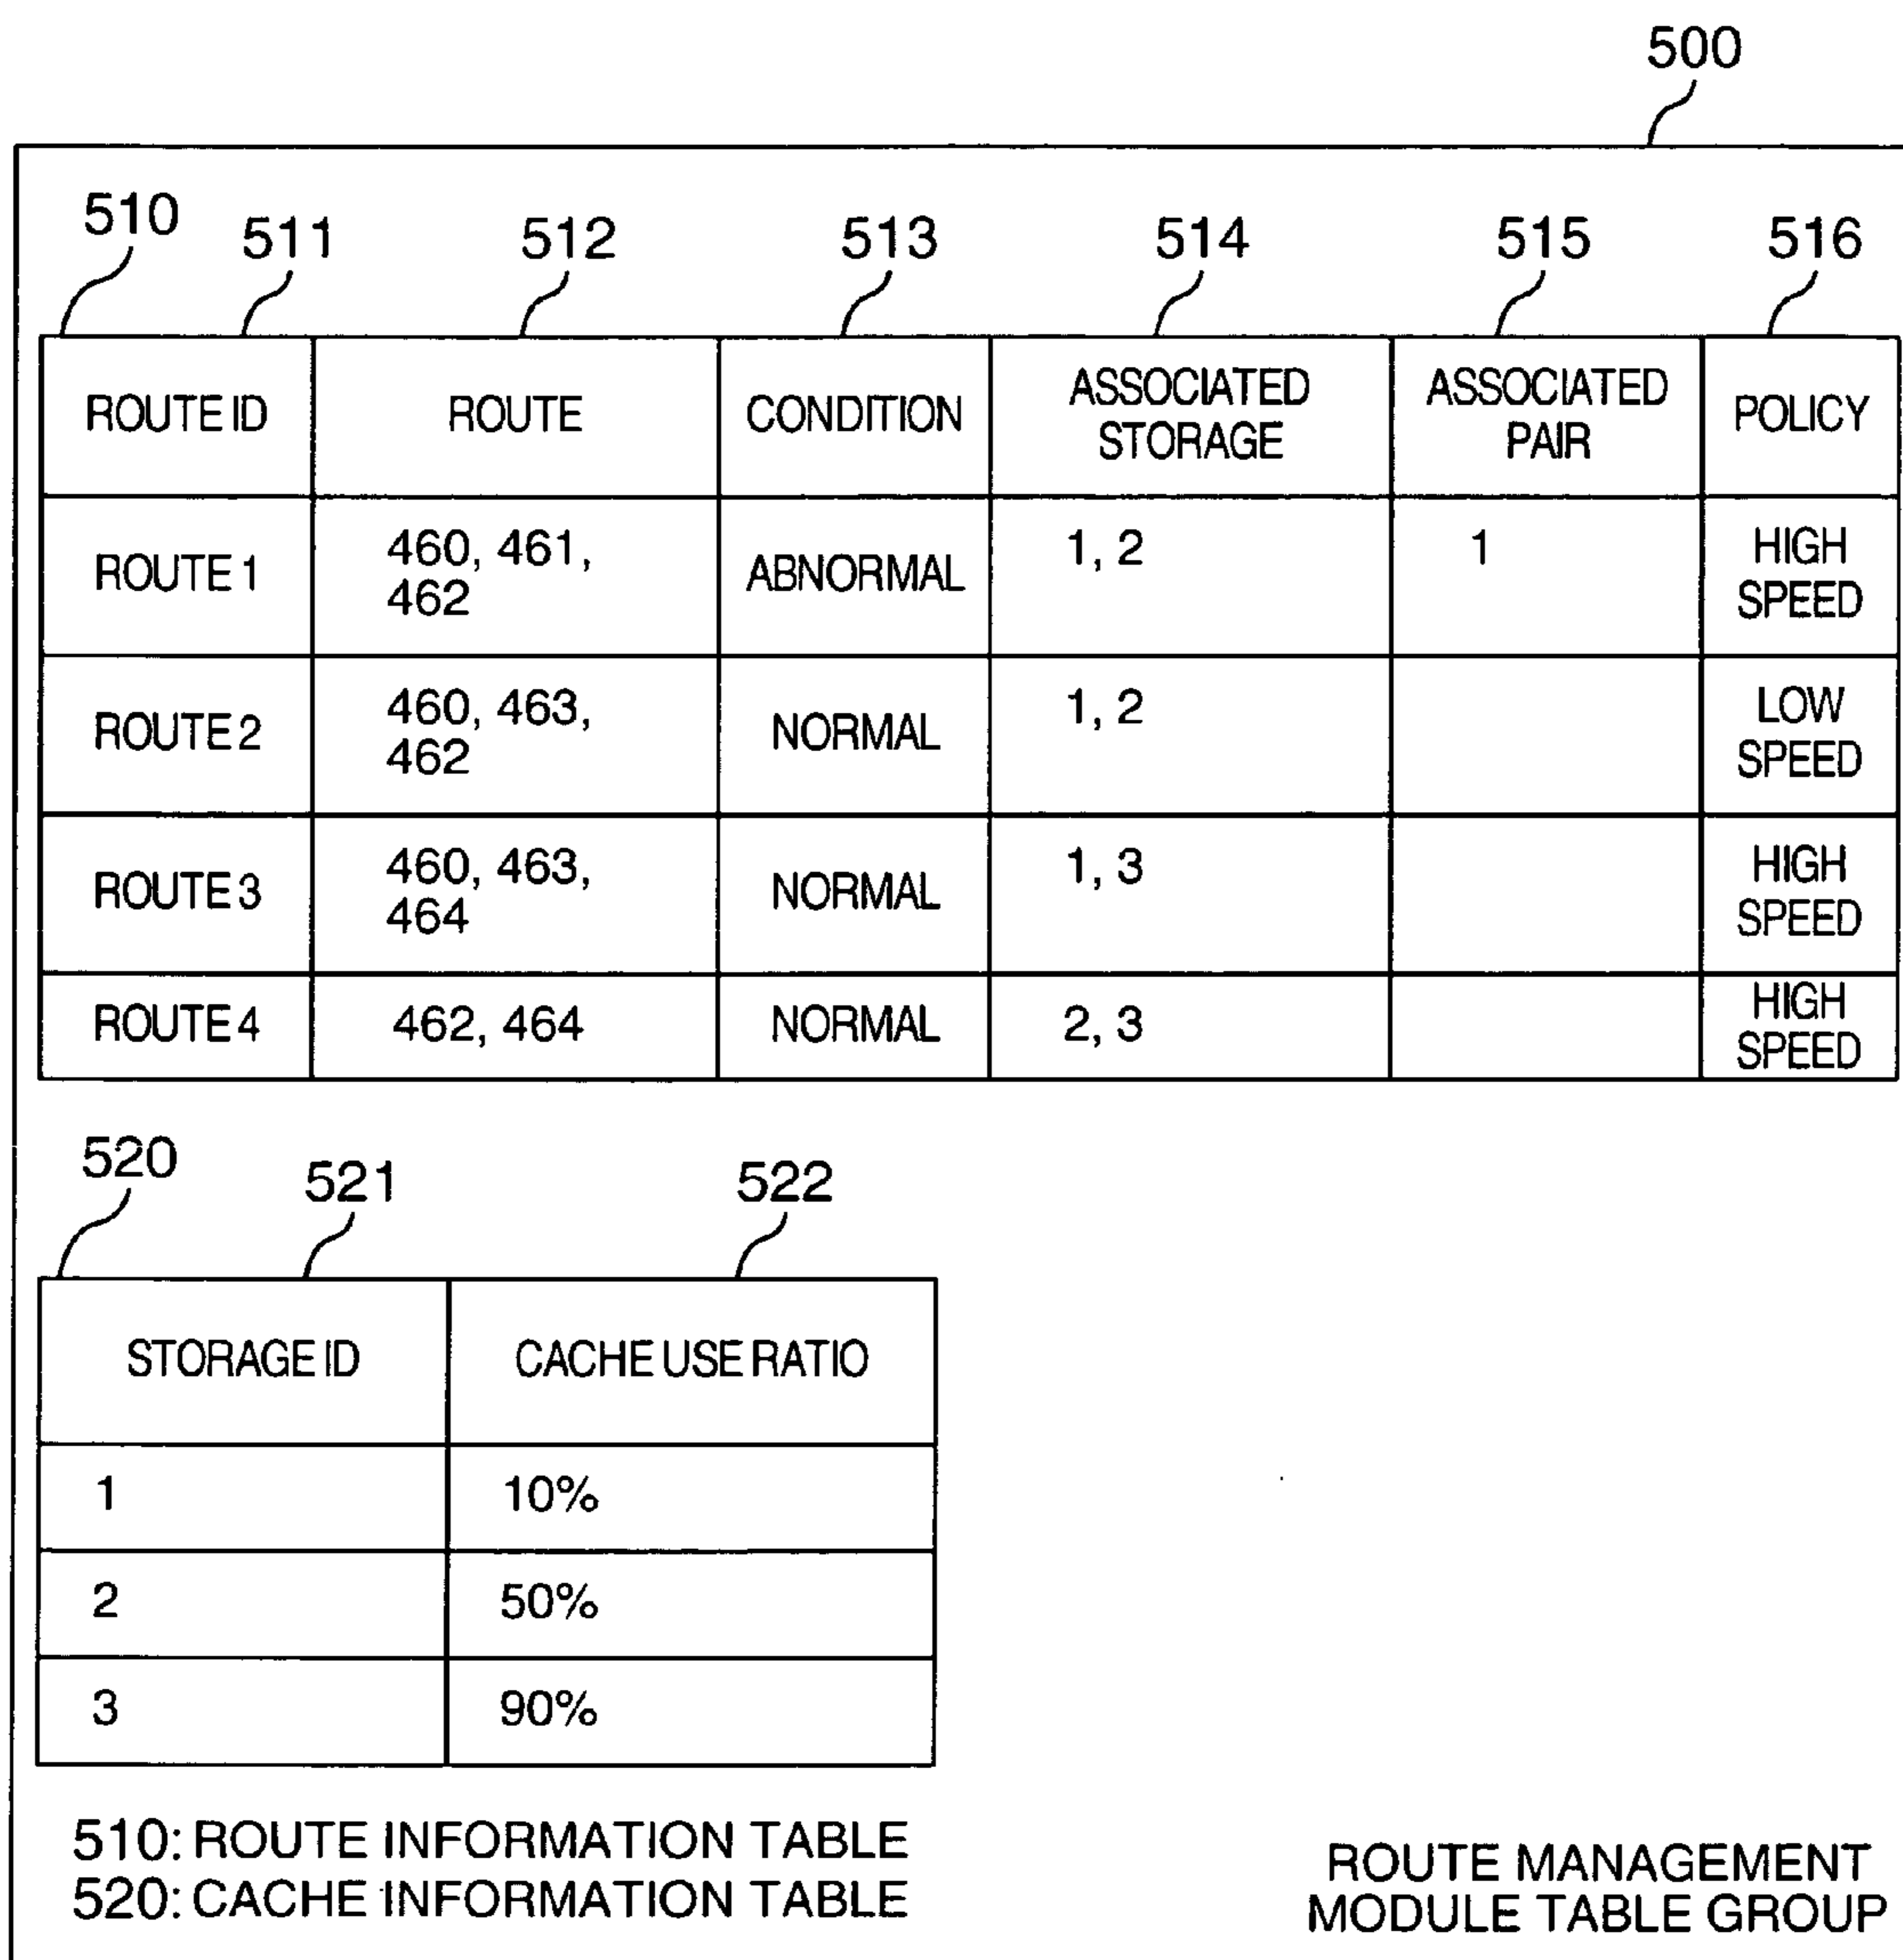 500
510 511 512 513 514 515 516
ROUTE ID ROUTE CONDITION ASSOCIATED STORAGE ASSOCIATED PAIR POLICY
ROUTE 1 460, 461, 462 ABNORMAL 1, 2 1 HIGH SPEED
ROUTE 2 460, 463, 462 NORMAL 1, 2 LOW SPEED
ROUTE 3 460, 463, 464 NORMAL 1, 3 HIGH SPEED
ROUTE 4 462, 464 NORMAL 2, 3 HIGH SPEED
520 521 522
STORAGE ID CACHE USE RATIO
1 10%
2 50%
3 90%
510: ROUTE INFORMATION TABLE
520: CACHE INFORMATION TABLE
ROUTE MANAGEMENT
MODULE TABLE GROUP